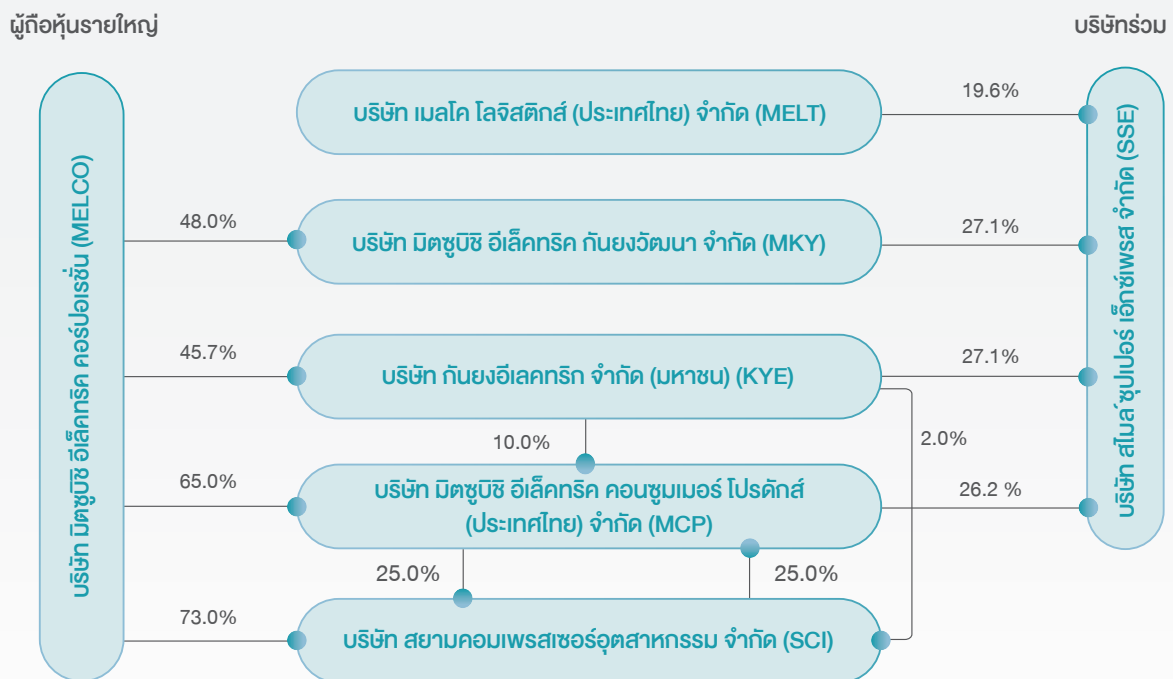 ผู้ถือหุ้นรายใหญ่
บริษัทร่วม
บริษัท มิตซูบิชิ อีเล็คทริค คอร์ปอเรชั่น (MELCO)
บริษัท เมลโค โลจิสติกส์ (ประเทศไทย) จำกัด (MELT)
19.6%
บริษัท สไมล์ ซุปเปอร์ เอ็กซ์เพรส จำกัด (SSE)
48.0%
บริษัท มิตซูบิชิ อีเล็คทริค กันยงวัฒนา จำกัด (MKY)
27.1%
45.7%
บริษัท กันยงอีเลคทริก จำกัด (มหาชน) (KYE)
27.1%
10.0%
2.0%
65.0%
บริษัท มิตซูบิชิ อีเล็คทริค คอนซูมเมอร์ โปรดักส์
(ประเทศไทย) จำกัด (MCP)
26.2 %
25.0%
25.0%
73.0%
บริษัท สยามคอมเพรสเซอร์อุตสาหกรรม จำกัด (SCI)